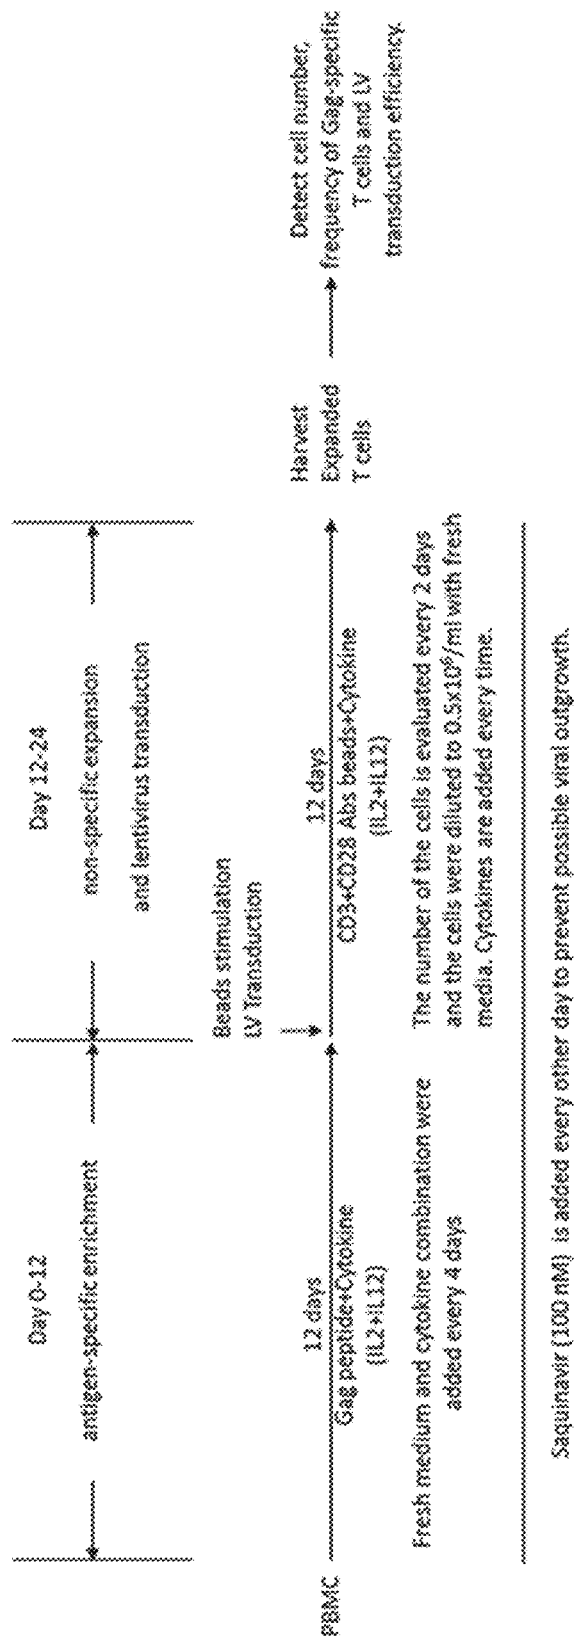 Day 0-12
Day 12-24
antigen-specific enrichment
non-specific expansion
and lentivirus transduction
Beads stimulation
LV Transduction
PBMC
12 days
Gag peptide+Cytokine
(IL2+IL12)
12 days
CD3+CD28 Abs beads+Cytokine
(IL2+IL12)
Harvest
Expanded
T cells
Detect cell number,
frequency of Gag-specific
T cells and LV
transduction efficiency.
Fresh medium and cytokine combination were
added every 4 days
The number of the cells is evaluated every 2 days
and the cells were diluted to 0.5x10⁶/ml with fresh
media. Cytokines are added every time.
Saquinavir (100 nM) is added every other day to prevent possible viral outgrowth.